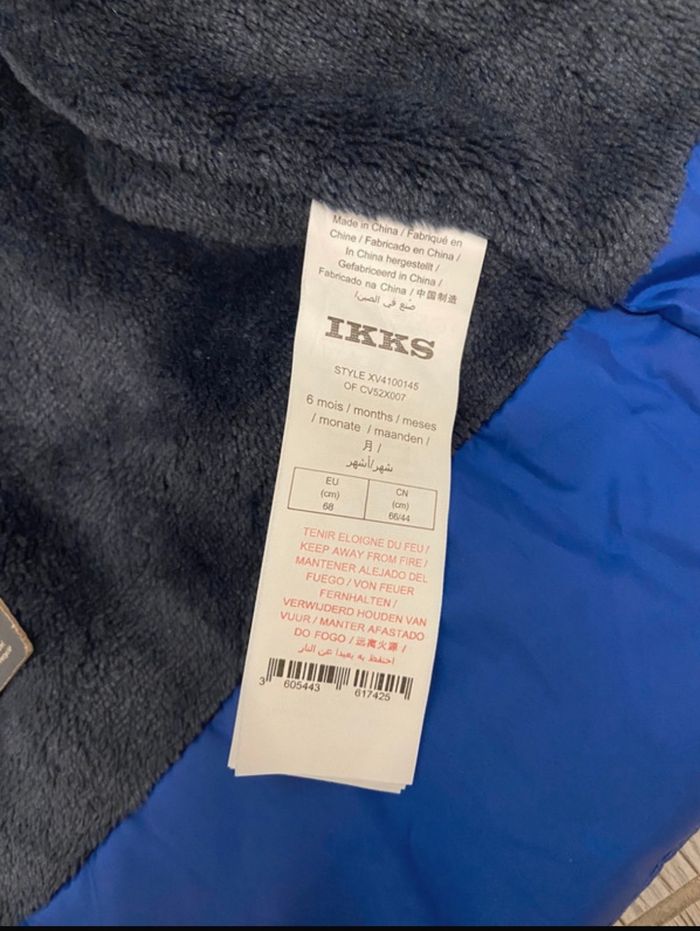 Made in China / Fabriqué en
Chine / Fabricado en China /
In China hergestellt /
Gefabriceerd in China /
Fabricado na China / 中国制造
/صنع في الصين
IKKS
STYLE XV4100145
OF CV52X007
6 mois / months / meses
/ monate / maanden /
月 /
شهر/أشهر
EU
(cm)
68
CN
(cm)
66/44
TENIR ELOIGNE DU FEU /
KEEP AWAY FROM FIRE /
MANTENER ALEJADO DEL
FUEGO / VON FEUER
FERNHALTEN /
VERWIJDERD HOUDEN VAN
VUUR / MANTER AFASTADO
DO FOGO / 远离火源 /
احتفظ به بعيدا عن النار
3 605443 617425